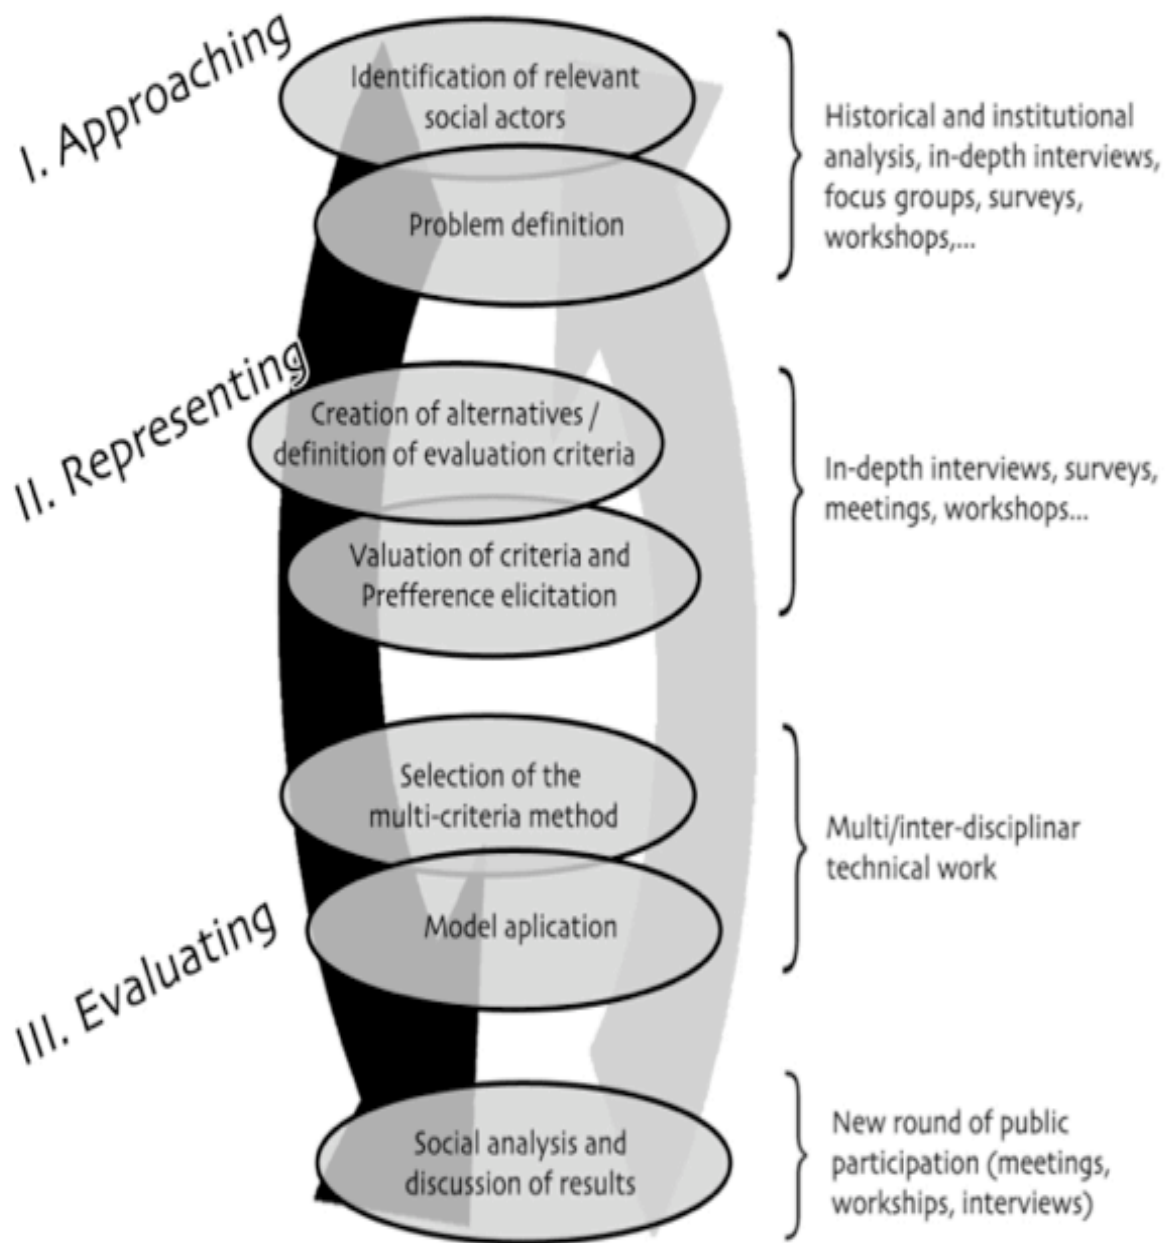 I. Approaching
Identification of relevant
social actors
Problem definition
Historical and institutional
analysis, in-depth interviews,
focus groups, surveys,
workshops,...
II. Representing
Creation of alternatives /
definition of evaluation criteria
Valuation of criteria and
Prefference elicitation
In-depth interviews, surveys,
meetings, workshops...
III. Evaluating
Selection of the
multi-criteria method
Model aplication
Multi/inter-disciplinar
technical work
Social analysis and
discussion of results
New round of public
participation (meetings,
workships, interviews)